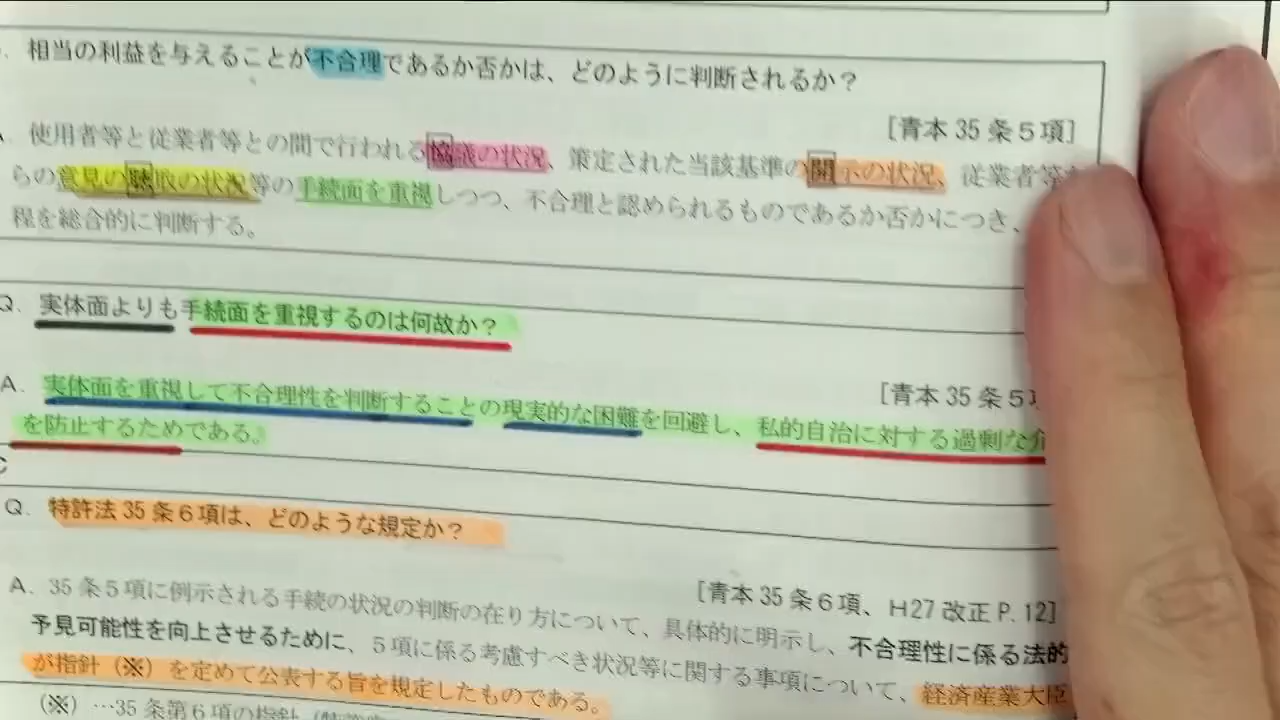 相当の利益を与えることが不合理であるか否かは、どのように判断されるか？
［青本 35 条５項］
使用者等と従業者等との間で行われる協議の状況、策定された当該基準の開示の状況、従業者等か
らの意見の聴取の状況等の手続面を重視しつつ、不合理と認められるものであるか否かにつき、
程を総合的に判断する。
Q. 実体面よりも手続面を重視するのは何故か？
［青本 35 条５項
A. 実体面を重視して不合理性を判断することの現実的な困難を回避し、私的自治に対する過剰な介
を防止するためである。
Q. 特許法 35 条６項は、どのような規定か？
［青本 35 条６項、H27 改正 P. 12］
A. 35 条５項に例示される手続の状況の判断の在り方について、具体的に明示し、不合理性に係る法的
予見可能性を向上させるために、５項に係る考慮すべき状況等に関する事項について、経済産業大臣
が指針（※）を定めて公表する旨を規定したものである。
（※）…35 条第６項の指針